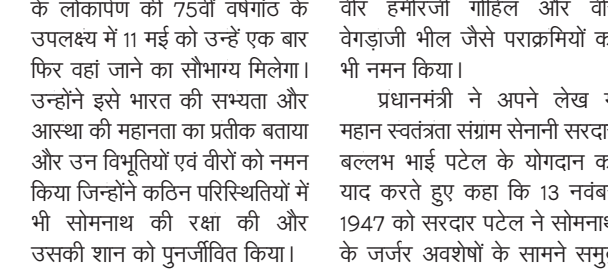 के लोकार्पण की 75वीं वर्षगांठ के
उपलक्ष्य में 11 मई को उन्हें एक बार
फिर वहां जाने का सौभाग्य मिलेगा।
उन्होंने इसे भारत की सभ्यता और
आस्था की महानता का प्रतीक बताया
और उन विभूतियों एवं वीरों को नमन
किया जिन्होंने कठिन परिस्थितियों में
भी सोमनाथ की रक्षा की और
उसकी शान को पुनर्जीवित किया।
वीर हमीरजी गोहिल और
वेगड़ाजी भील जैसे पराक्रमियों
भी नमन किया।
प्रधानमंत्री ने अपने लेख
महान स्वतंत्रता संग्राम सेनानी
बल्लभ भाई पटेल के योगदान
याद करते हुए कहा कि 13
1947 को सरदार पटेल ने
के जर्जर अवशेषों के सामने